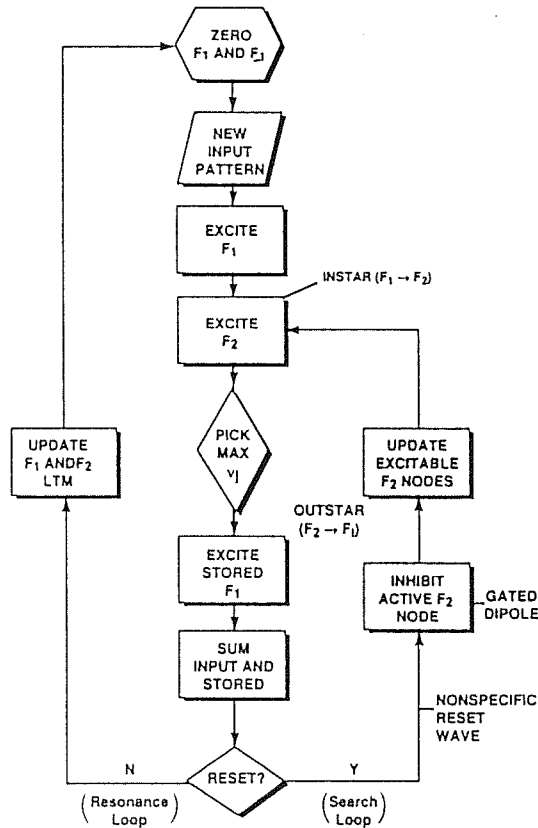 ZERO
F₁ AND F₂
NEW
INPUT
PATTERN
EXCITE
F₁
INSTAR (F₁ → F₂)
EXCITE
F₂
PICK
MAX
νⱼ
UPDATE
F₁ ANDF₂
LTM
UPDATE
EXCITABLE
F₂ NODES
OUTSTAR
(F₂ → F₁)
EXCITE
STORED
F₁
INHIBIT
ACTIVE F₂
NODE
GATED
DIPOLE
SUM
INPUT AND
STORED
NONSPECIFIC
RESET
WAVE
N
RESET?
Y
(Resonance
Loop)
(Search
Loop)